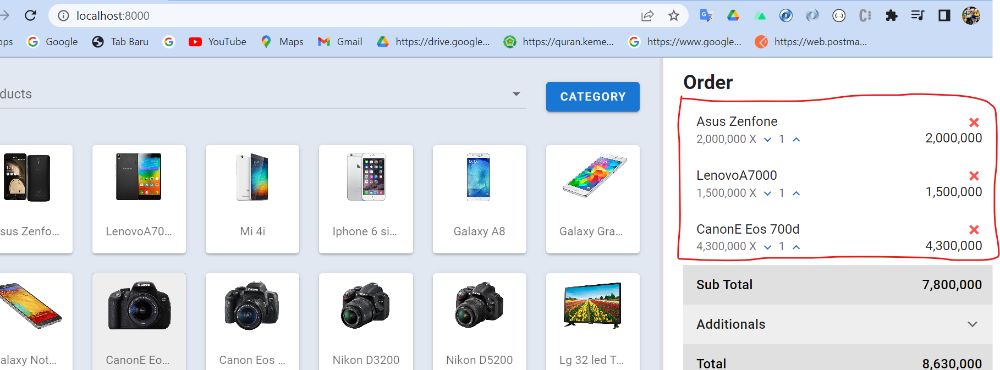 localhost:8000
ops Google Tab Baru YouTube Maps Gmail https://drive.google... https://quran.keme... https://www.google... https://web.postma...
ducts
CATEGORY
sus Zenfo...
LenovoA70...
Mi 4i
Iphone 6 si...
Galaxy A8
Galaxy Gra...
alaxy Not...
CanonE Eo...
Canon Eos ...
Nikon D3200
Nikon D5200
Lg 32 led T...
Order
Asus Zenfone
2,000,000 X 1 2,000,000
LenovoA7000
1,500,000 X 1 1,500,000
CanonE Eos 700d
4,300,000 X 1 4,300,000
Sub Total 7,800,000
Additionals
Total 8,630,000